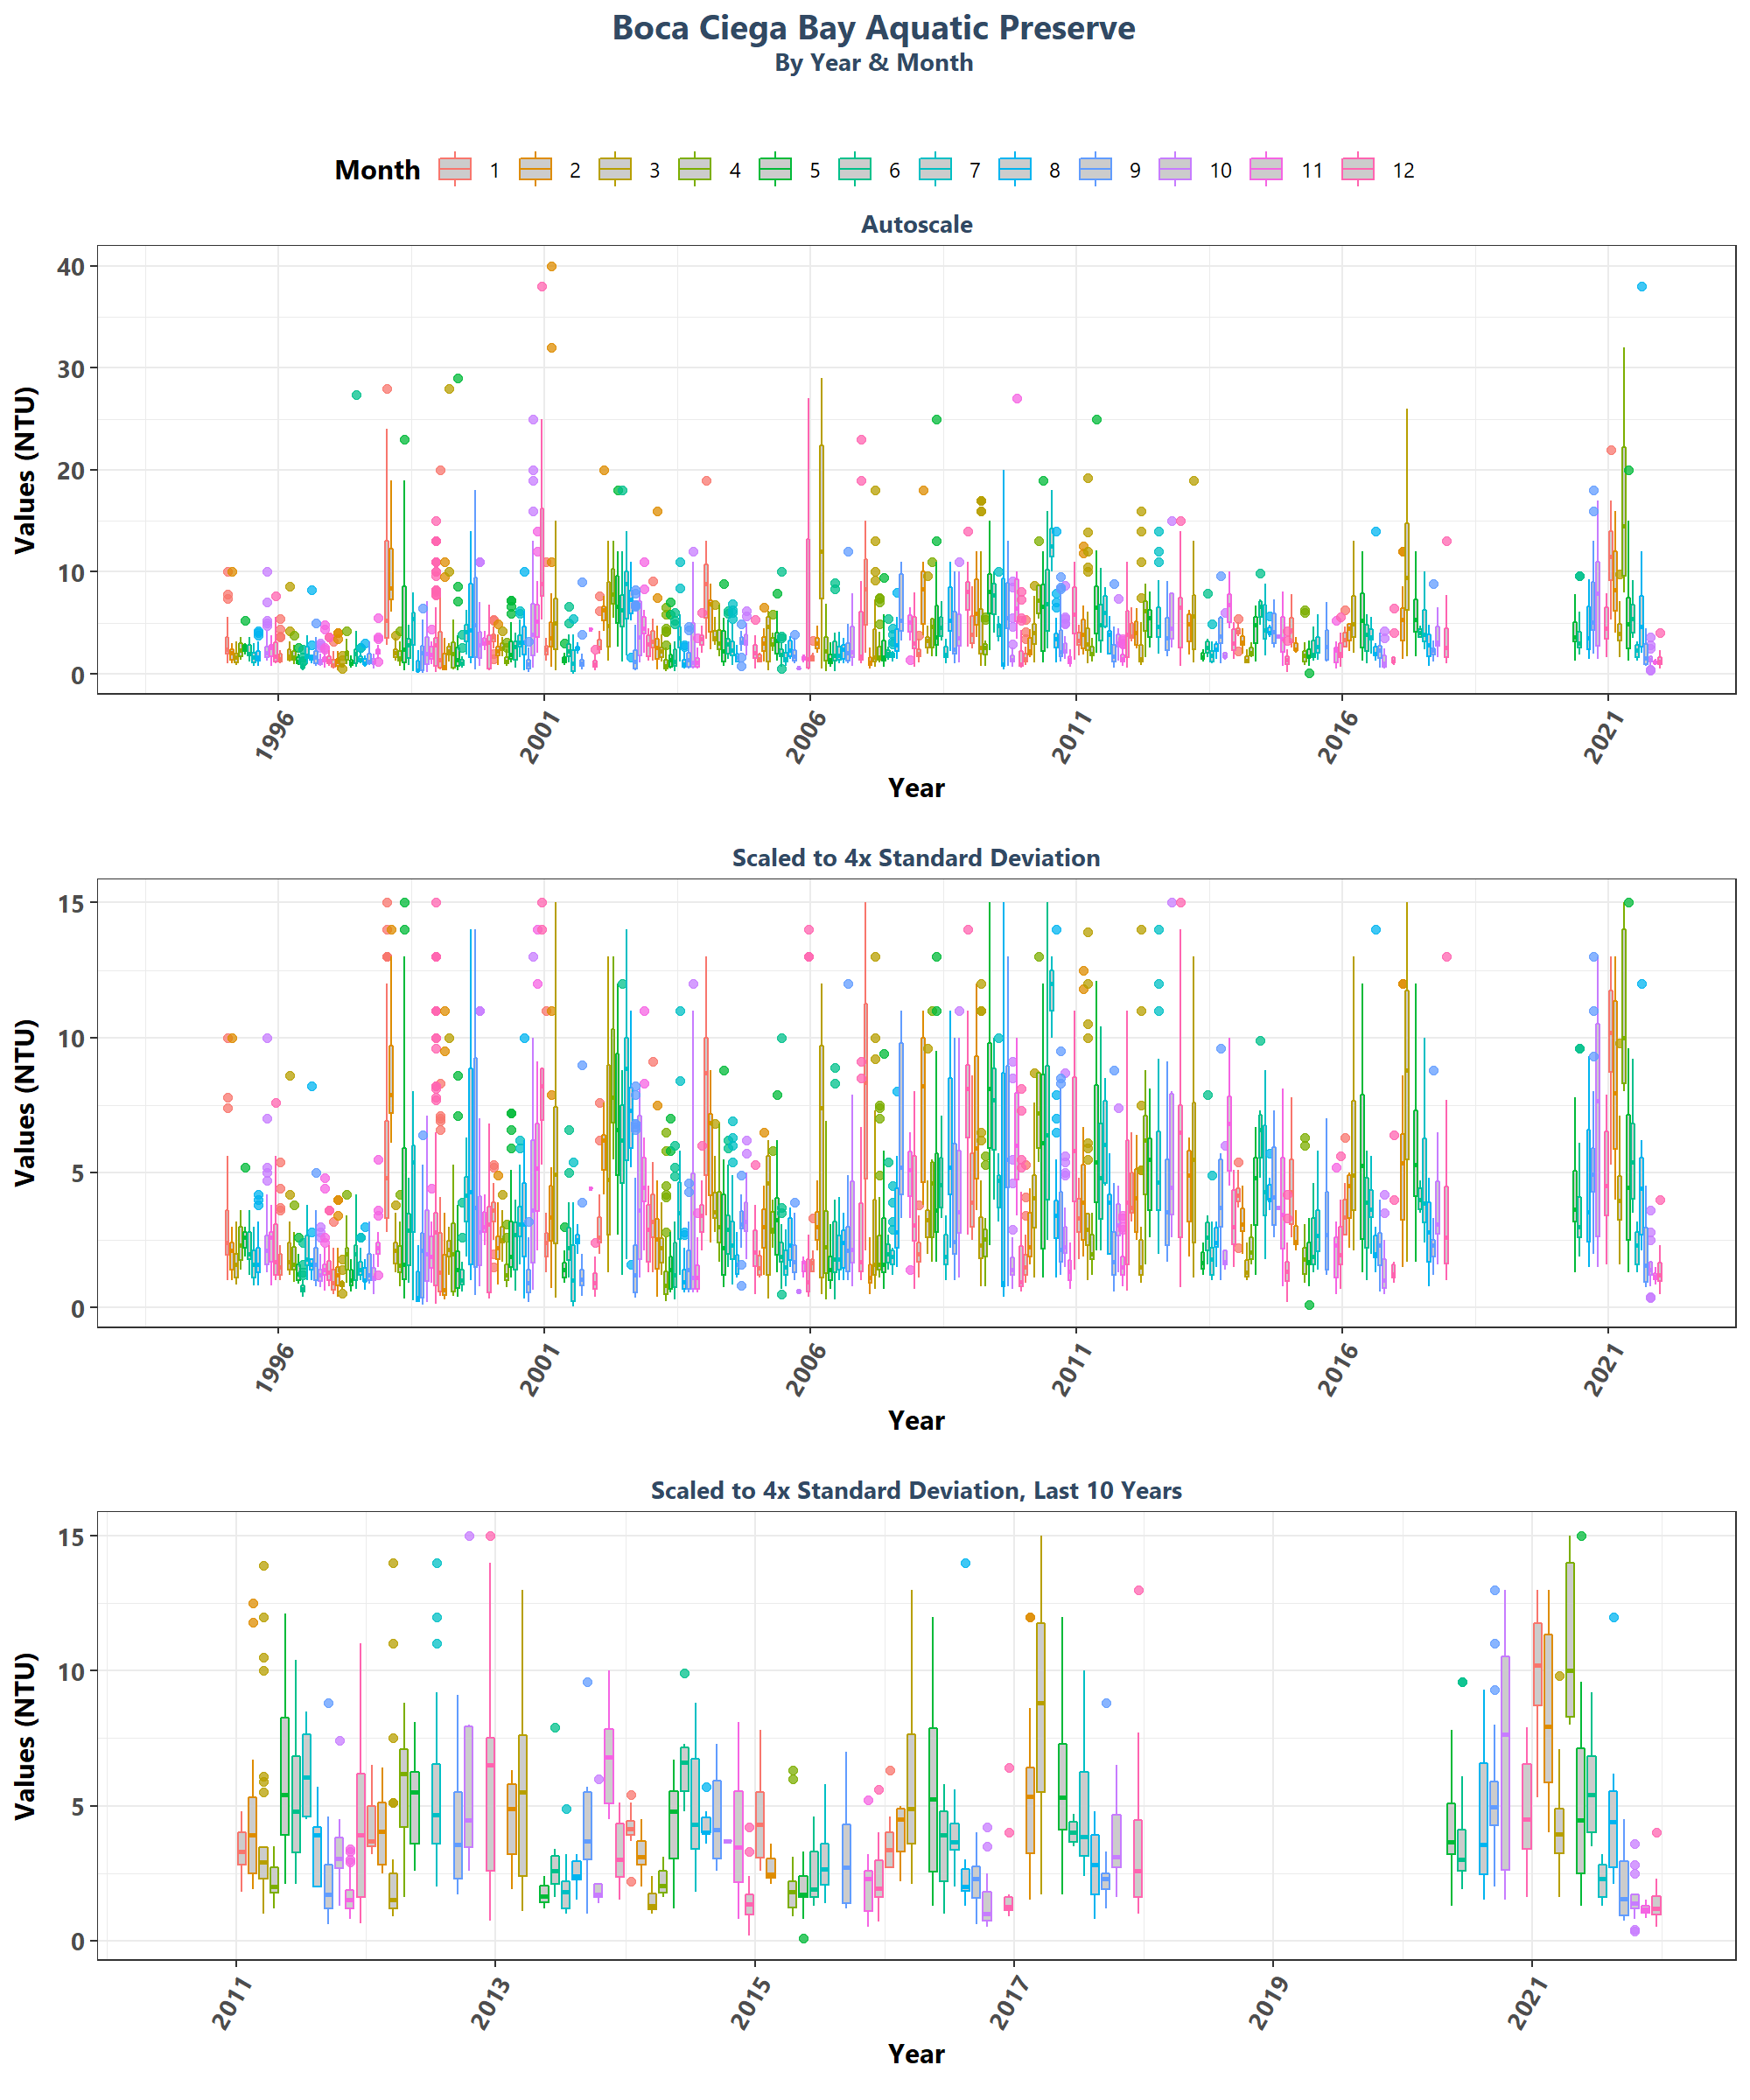 Boca Ciega Bay Aquatic Preserve
By Year & Month
Month 1 2 3 4 5 6 7 8 9 10 11 12
Autoscale
Values (NTU)
40
30
20
10
0
1996 2001 2006 2011 2016 2021
Year
Scaled to 4x Standard Deviation
Values (NTU)
15
10
5
0
1996 2001 2006 2011 2016 2021
Year
Scaled to 4x Standard Deviation, Last 10 Years
Values (NTU)
15
10
5
0
2011 2013 2015 2017 2019 2021
Year